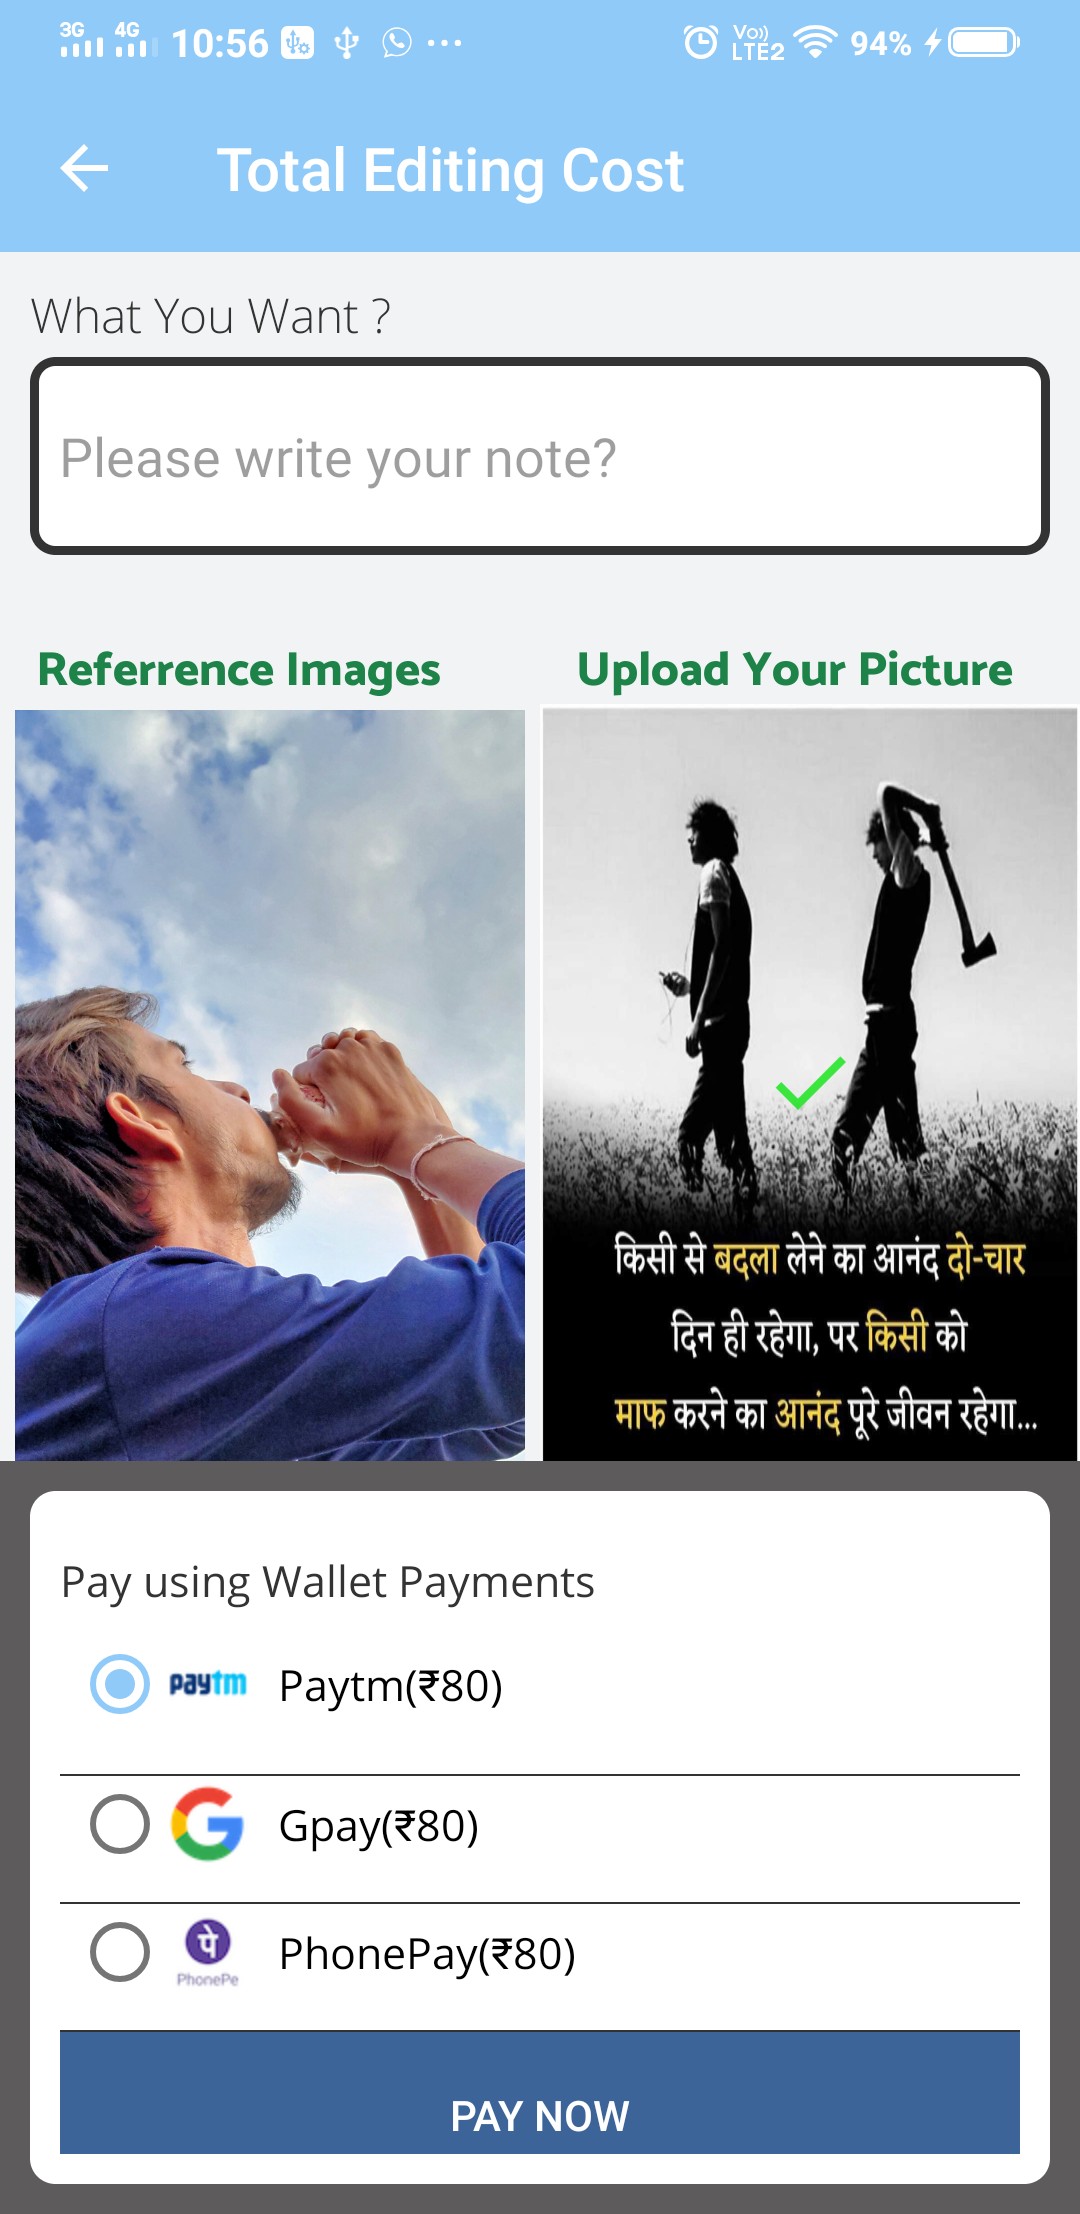 3G 4G 10:56 Vo)) LTE2 94%
Total Editing Cost
What You Want ?
Please write your note?
Referrence Images
Upload Your Picture
किसी से बदला लेने का आनंद दो-चार
दिन ही रहेगा, पर किसी को
माफ करने का आनंद पूरे जीवन रहेगा...
Pay using Wallet Payments
paytm Paytm(₹80)
G Gpay(₹80)
पे PhonePe PhonePay(₹80)
PAY NOW